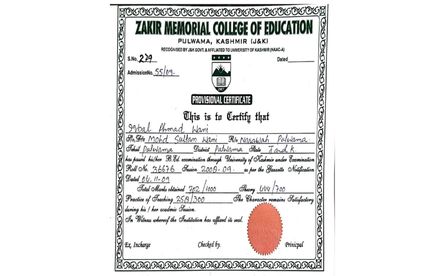 ZAKIR MEMORIAL COLLEGE OF EDUCATION
PULWAMA, KASHMIR (J&K)
RECOGNISED BY J&K GOVT. & AFFILIATED TO UNIVERSITY OF KASHMIR (NAAC-A)
S.No. 279 Dated
Admission No. 55/09
PROVISIONAL CERTIFICATE
This is to Certify that
Iqbal Ahmad Wani
Mohd Sultan Wani R/o Pulwama
Tehsil Pulwama District Pulwama State J and K
has passed his/her B.Ed. examination through University of Kashmir under Examination
Roll No. 26676 Session 2008-09 as per the Gazette Notification
Dated 06.11.09
Total Marks obtained 702/1100 Theory 444/700
Practice of Teaching 258/300 The Character remains Satisfactory
during his / her academic Session.
In Witness whereof the Institution has affixed its seal.
Ex. Incharge Checked by. Principal